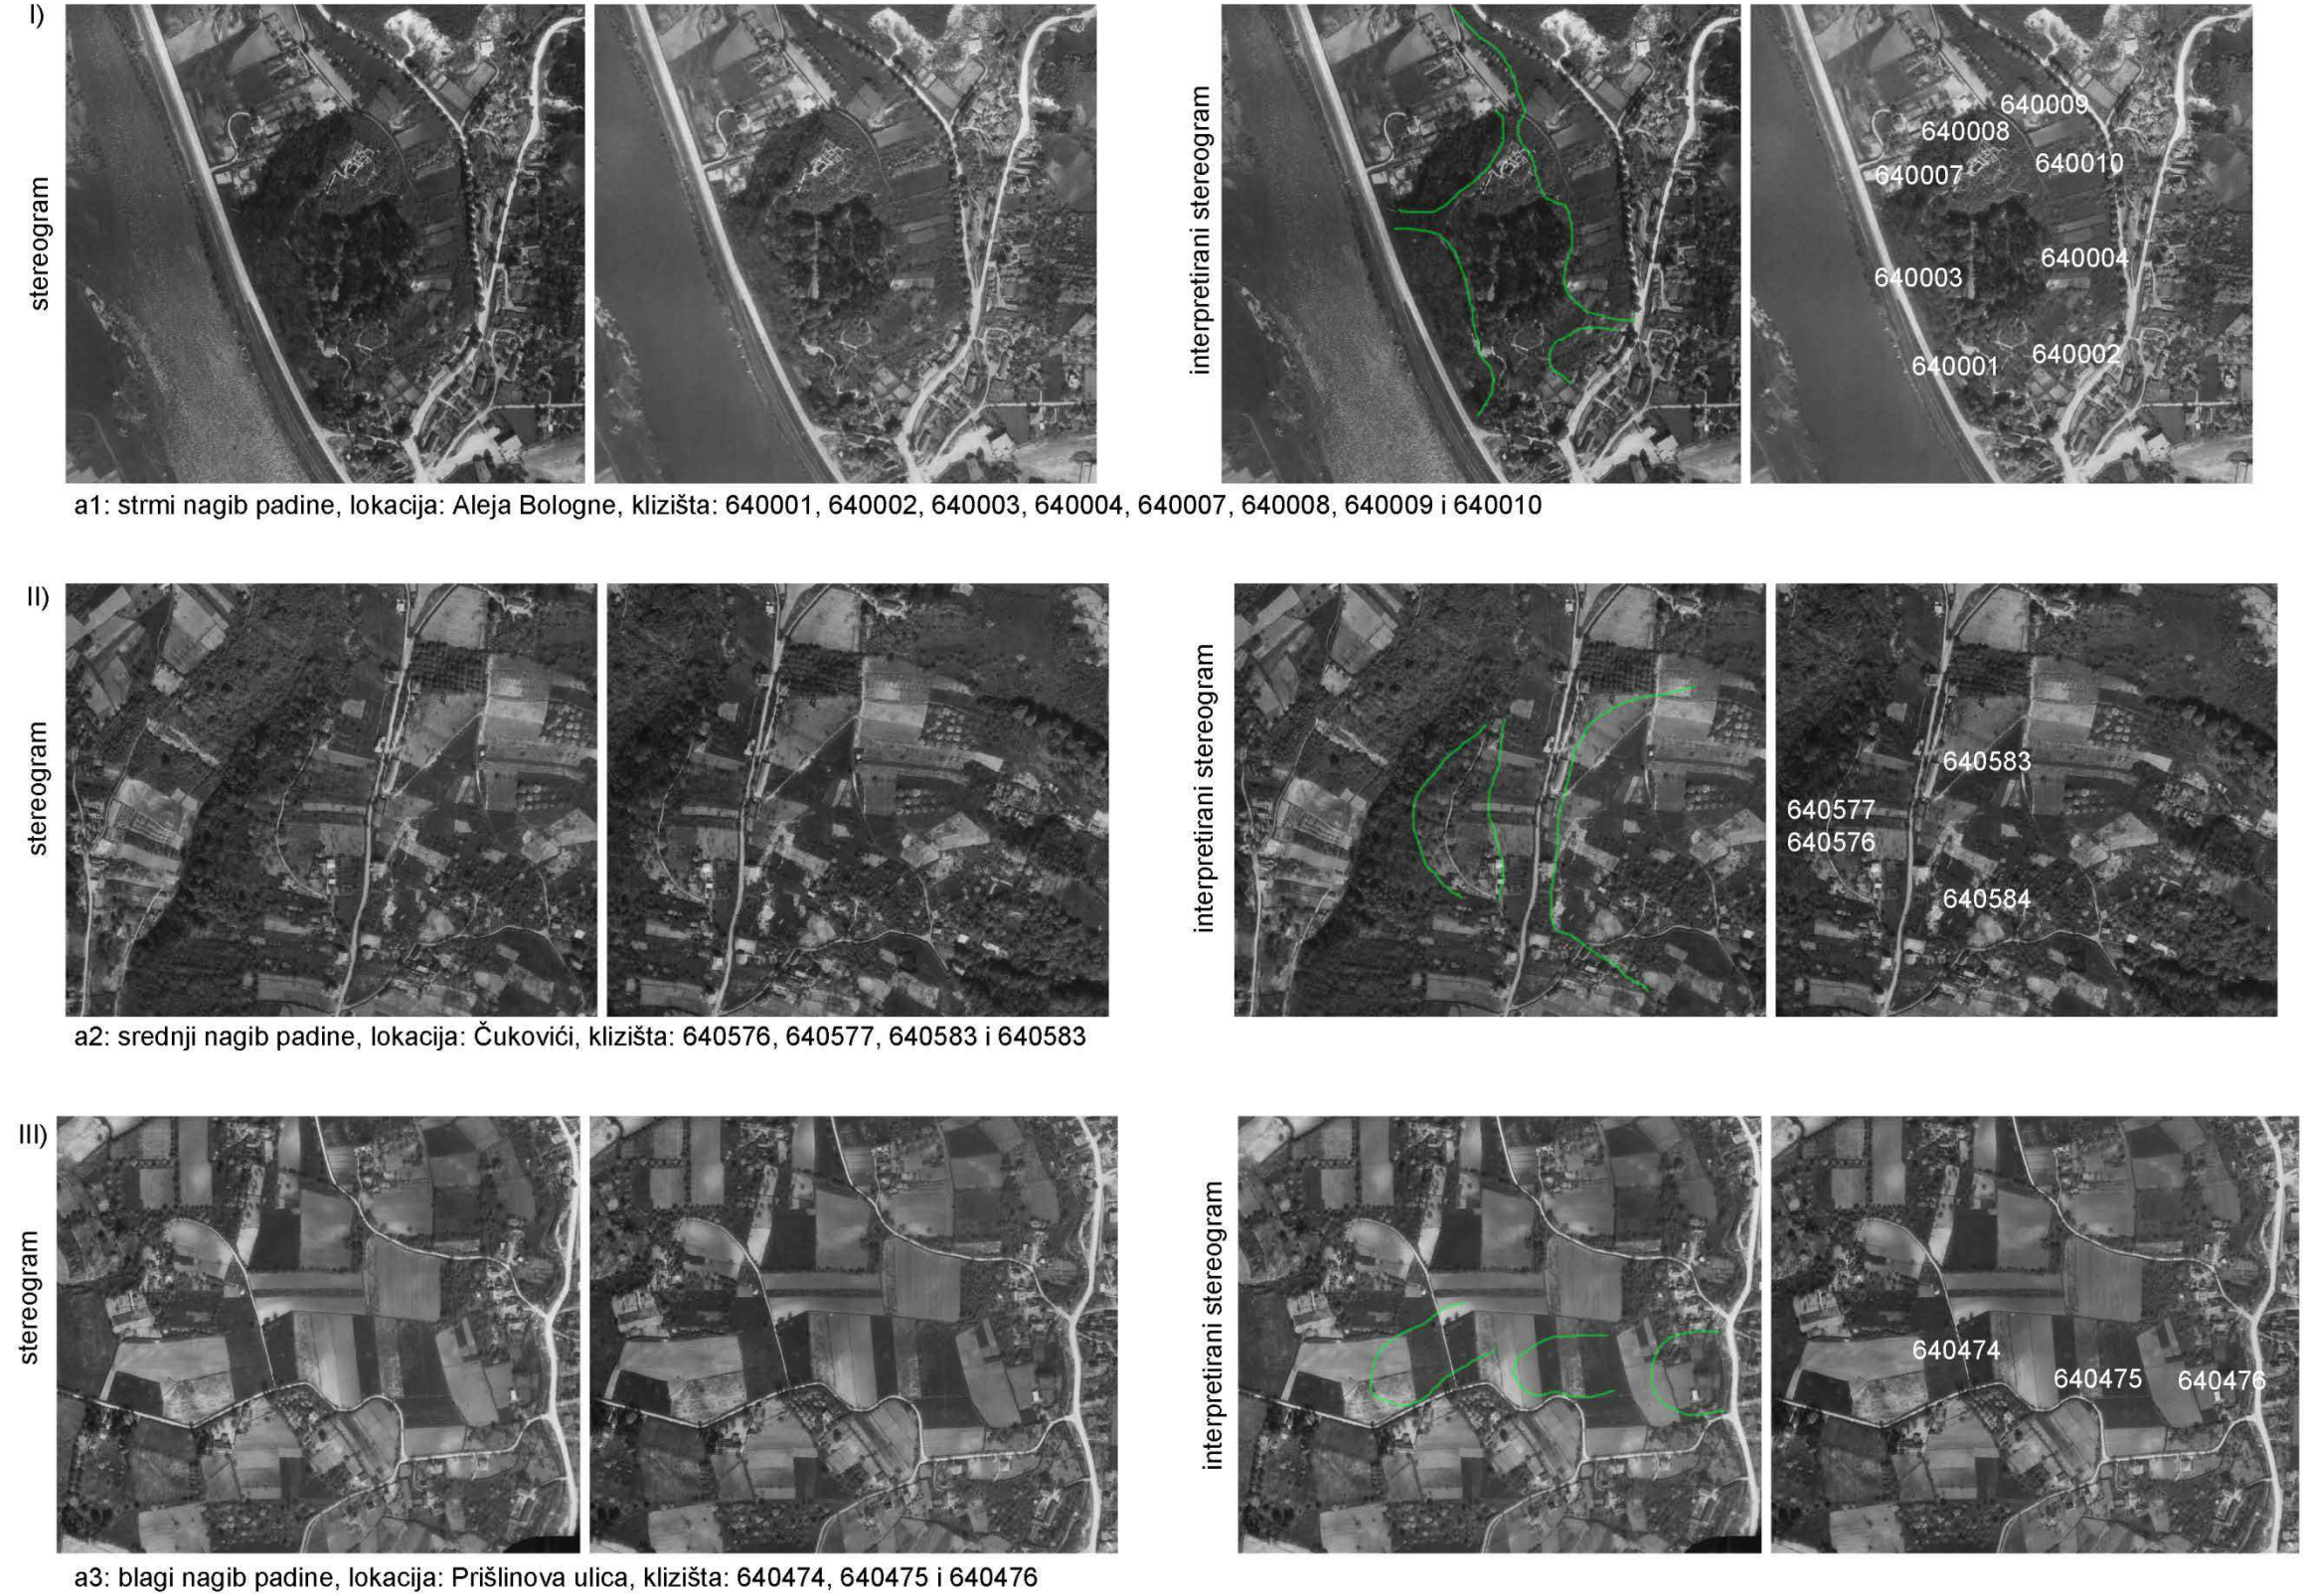 I)
stereogram
interpretirani stereogram
640009
640008
640010
640007
640004
640003
640002
640001
a1: strmi nagib padine, lokacija: Aleja Bologne, klizišta: 640001, 640002, 640003, 640004, 640007, 640008, 640009 i 640010
II)
stereogram
interpretirani stereogram
640583
640577
640576
640584
a2: srednji nagib padine, lokacija: Čukovići, klizišta: 640576, 640577, 640583 i 640583
III)
stereogram
interpretirani stereogram
640474
640475
640476
a3: blagi nagib padine, lokacija: Prišlinova ulica, klizišta: 640474, 640475 i 640476